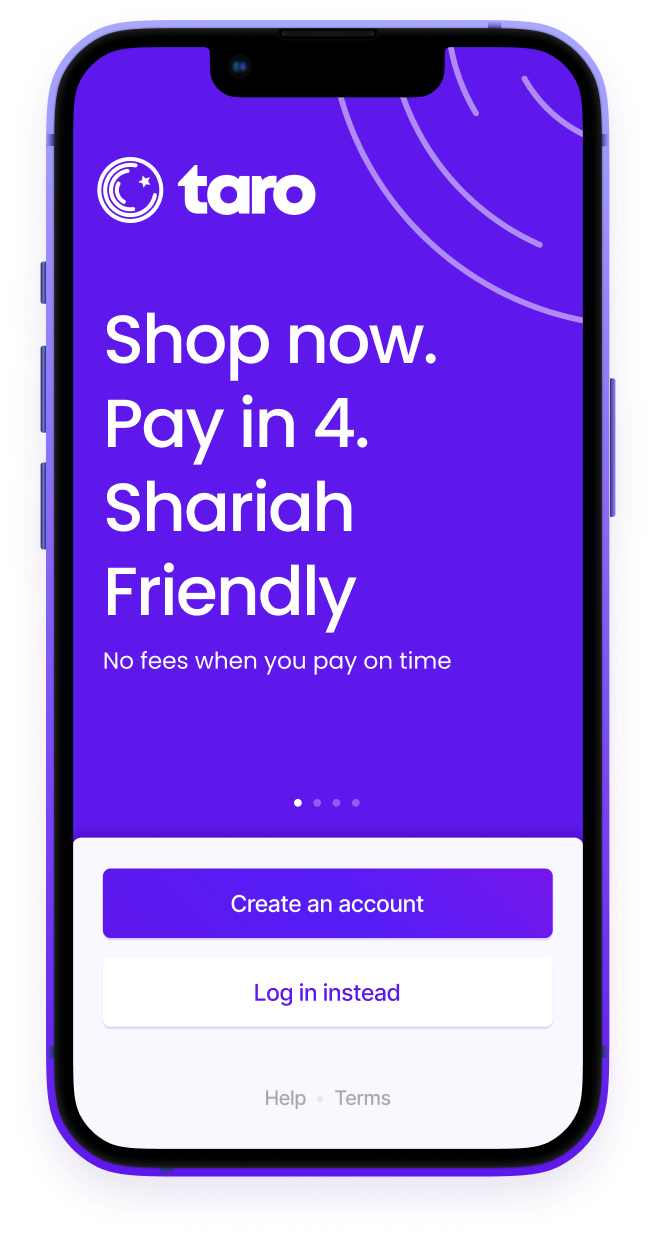 taro
Shop now.
Pay in 4.
Shariah
Friendly
No fees when you pay on time
Create an account
Log in instead
Help • Terms